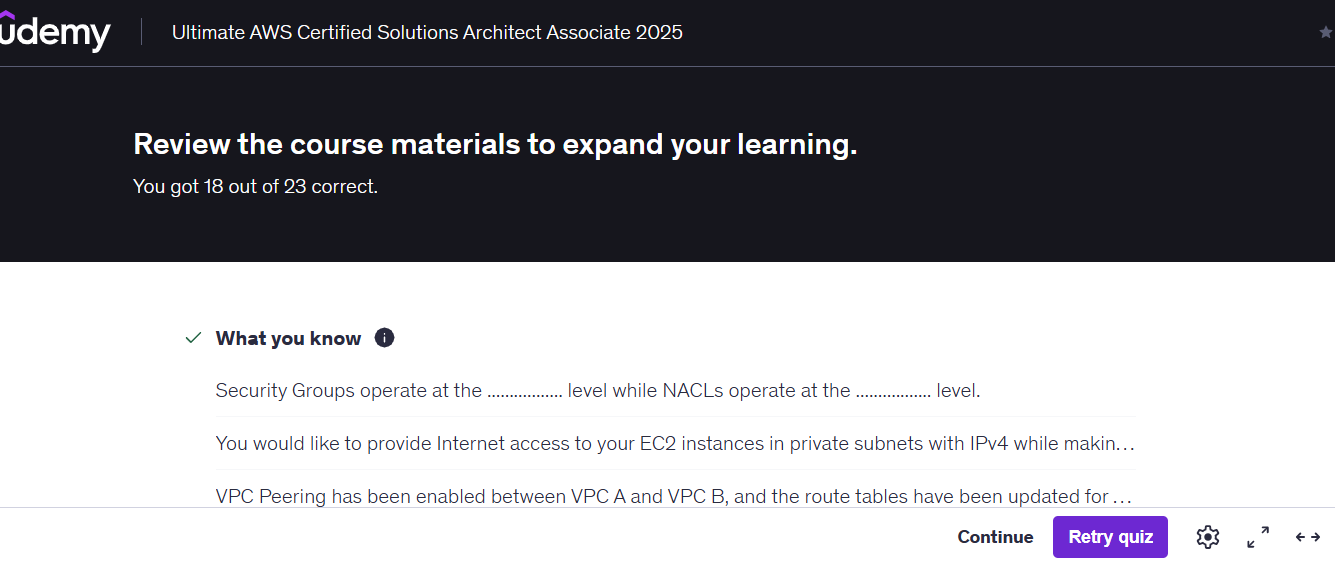 udemy
Ultimate AWS Certified Solutions Architect Associate 2025
Review the course materials to expand your learning.
You got 18 out of 23 correct.
What you know
Security Groups operate at the ................. level while NACLs operate at the ................. level.
You would like to provide Internet access to your EC2 instances in private subnets with IPv4 while makin...
VPC Peering has been enabled between VPC A and VPC B, and the route tables have been updated for ...
Continue
Retry quiz